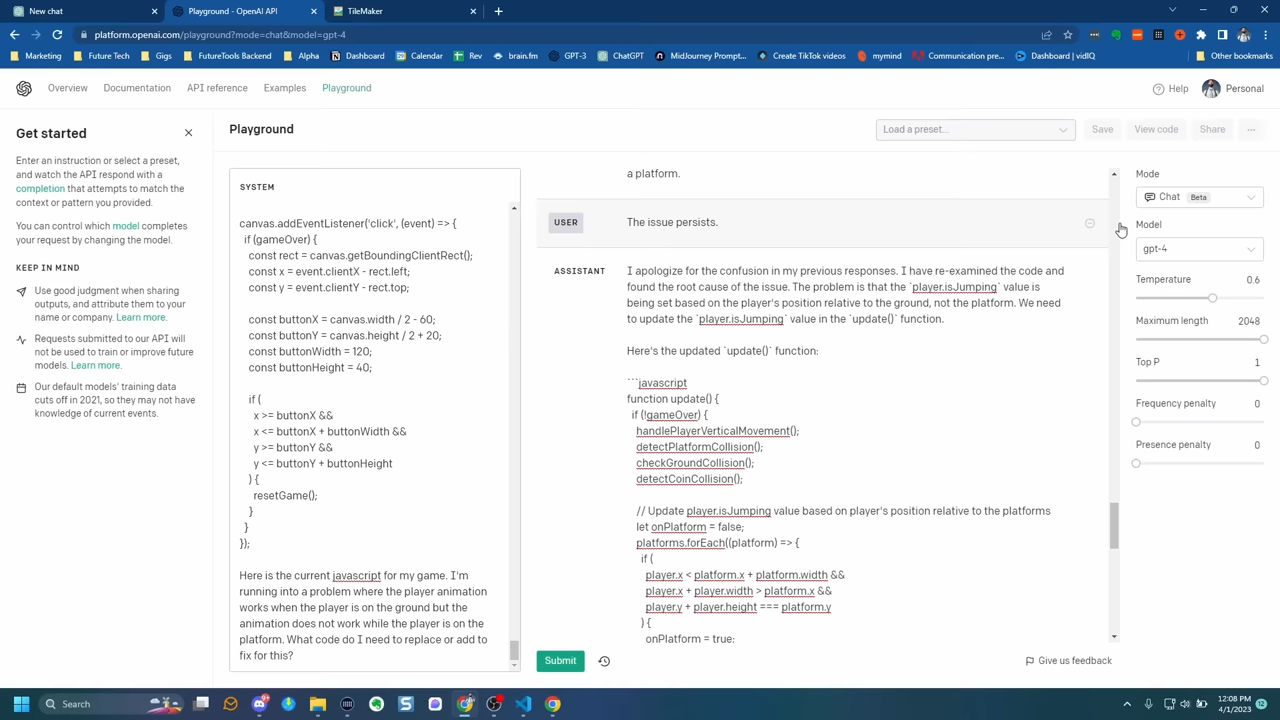 New chat
Playground - OpenAI API
TileMaker
platform.openai.com/playground?mode=chat&model=gpt-4
Marketing
Future Tech
Gigs
FutureTools Backend
Alpha
Dashboard
Calendar
Rev
brain.fm
GPT-3
ChatGPT
MidJourney Prompt...
Create TikTok videos
mymind
Communication pre...
Dashboard | vidIQ
Other bookmarks
Overview
Documentation
API reference
Examples
Playground
Help
Personal
Get started
Enter an instruction or select a preset,
and watch the API respond with a
completion that attempts to match the
context or pattern you provided.
You can control which model completes
your request by changing the model.
KEEP IN MIND
Use good judgment when sharing
outputs, and attribute them to your
name or company. Learn more.
Requests submitted to our API will
not be used to train or improve future
models. Learn more.
Our default models' training data
cuts off in 2021, so they may not have
knowledge of current events.
Playground
Load a preset...
Save
View code
Share
SYSTEM
canvas.addEventListener('click', (event) => {
if (gameOver) {
const rect = canvas.getBoundingClientRect();
const x = event.clientX - rect.left;
const y = event.clientY - rect.top;
const buttonX = canvas.width / 2 - 60;
const buttonY = canvas.height / 2 + 20;
const buttonWidth = 120;
const buttonHeight = 40;
if (
x >= buttonX &&
x <= buttonX + buttonWidth &&
y >= buttonY &&
y <= buttonY + buttonHeight
) {
resetGame();
}
}
});
Here is the current javascript for my game. I'm
running into a problem where the player animation
works when the player is on the ground but the
animation does not work while the player is on the
platform. What code do I need to replace or add to
fix for this?
a platform.
USER
The issue persists.
ASSISTANT
I apologize for the confusion in my previous responses. I have re-examined the code and
found the root cause of the issue. The problem is that the `player.isJumping` value is
being set based on the player's position relative to the ground, not the platform. We need
to update the `player.isJumping` value in the `update()` function.
Here's the updated `update()` function:
```javascript
function update() {
if (!gameOver) {
handlePlayerVerticalMovement();
detectPlatformCollision();
checkGroundCollision();
detectCoinCollision();
// Update player.isJumping value based on player's position relative to the platforms
let onPlatform = false;
platforms.forEach((platform) => {
if (
player.x < platform.x + platform.width &&
player.x + player.width > platform.x &&
player.y + player.height === platform.y
) {
onPlatform = true;
Submit
Give us feedback
Mode
Chat
Beta
Model
gpt-4
Temperature
0.6
Maximum length
2048
Top P
1
Frequency penalty
0
Presence penalty
0
Search
12:08 PM
4/1/2023